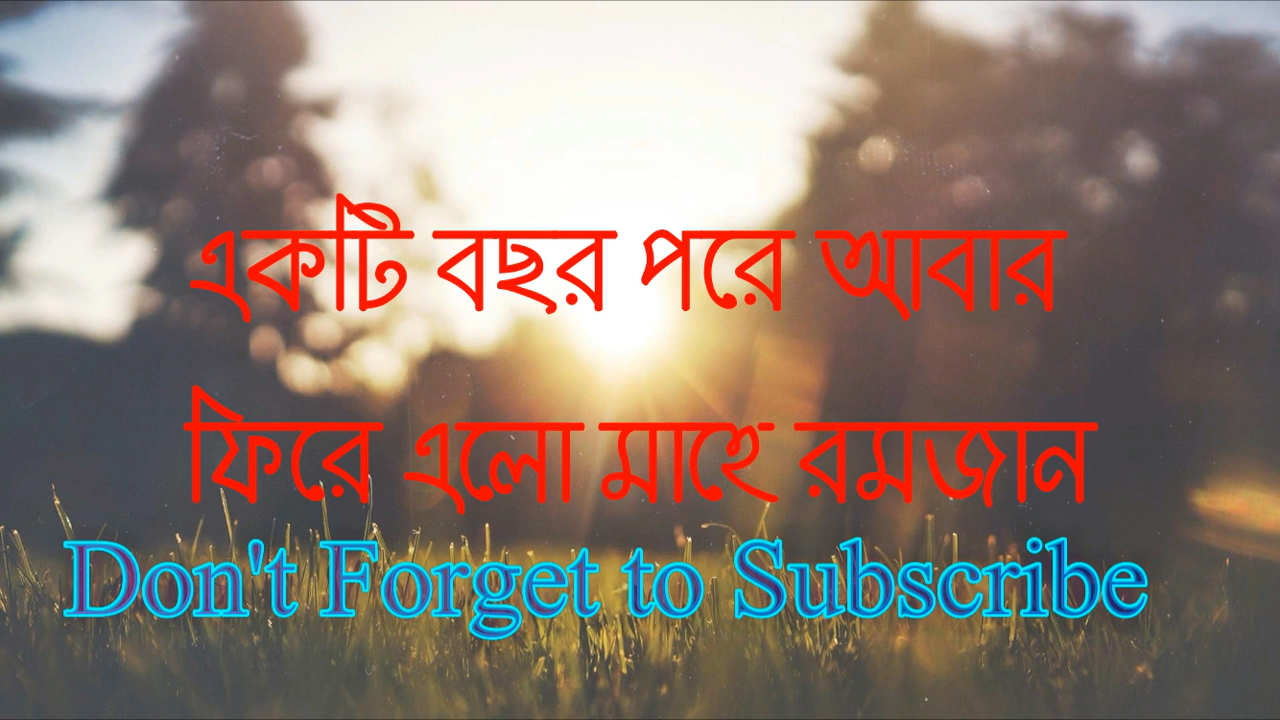 একটি বছর পরে আবার
ফিরে এলো মাহে রমজান
Don't Forget to Subscribe